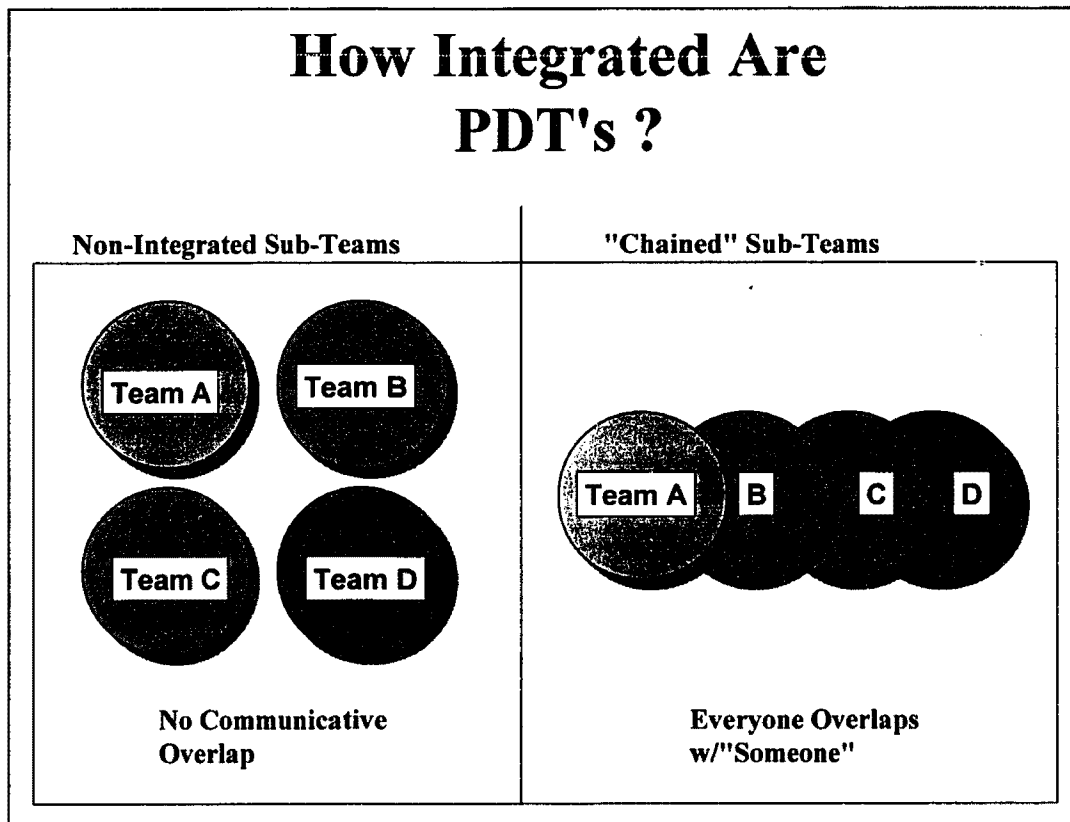 How Integrated Are
PDT's ?
Non-Integrated Sub-Teams
Team A
Team B
Team C
Team D
No Communicative
Overlap
"Chained" Sub-Teams
Team A
B
C
D
Everyone Overlaps
w/"Someone"